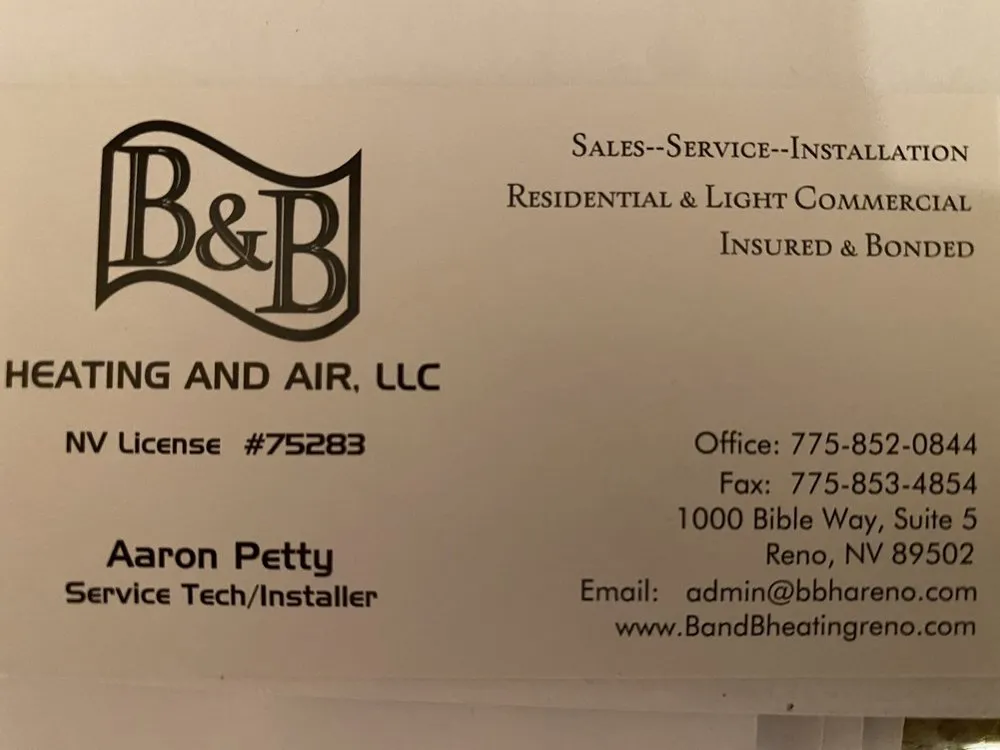 B&B
HEATING AND AIR, LLC
NV License #75283
Aaron Petty
Service Tech/Installer
SALES--SERVICE--INSTALLATION
RESIDENTIAL & LIGHT COMMERCIAL
INSURED & BONDED
Office: 775-852-0844
Fax: 775-853-4854
1000 Bible Way, Suite 5
Reno, NV 89502
Email: admin@bbhareno.com
www.BandBheatingreno.com